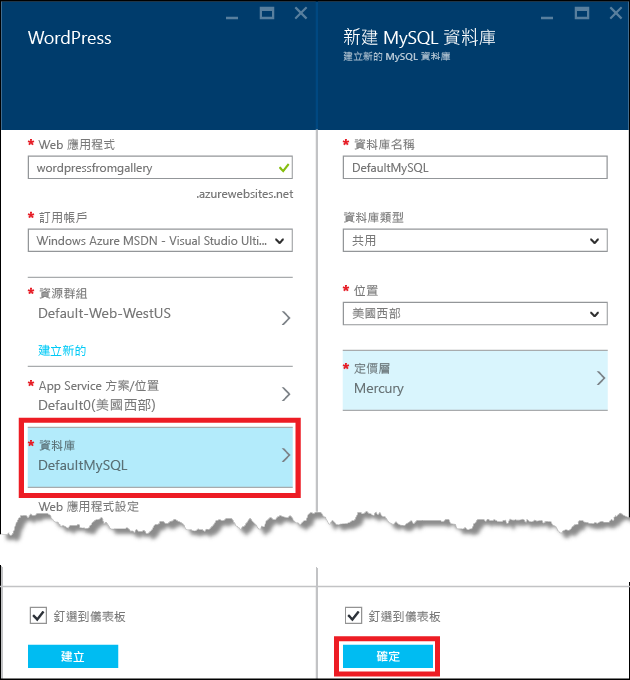 WordPress
* Web 應用程式
wordpressfromgallery
.azurewebsites.net
* 訂用帳戶
Windows Azure MSDN - Visual Studio Ulti...
* 資源群組
Default-Web-WestUS
建立新的
* App Service 方案/位置
Default0(美國西部)
* 資料庫
DefaultMySQL
Web 應用程式設定
釘選到儀表板
建立
新建 MySQL 資料庫
建立新的 MySQL 資料庫
* 資料庫名稱
DefaultMySQL
資料庫類型
共用
* 位置
美國西部
* 定價層
Mercury
釘選到儀表板
確定